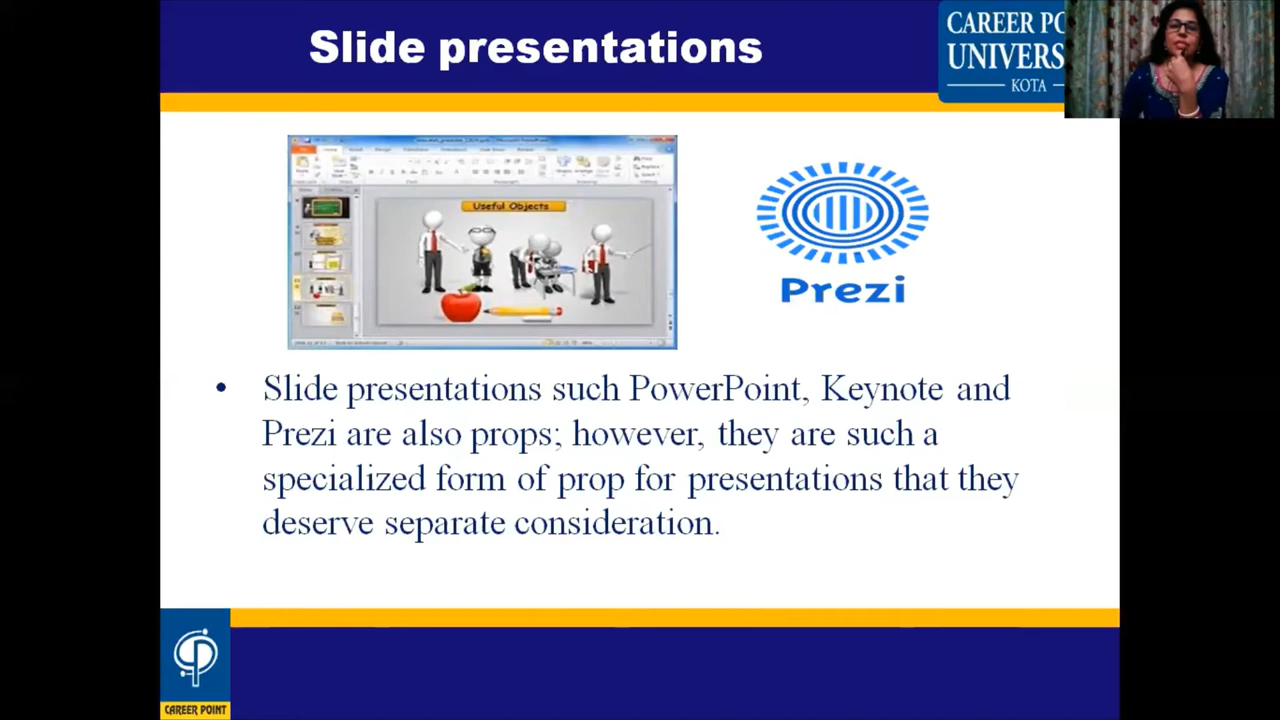 Slide presentations
CAREER PO
UNIVERS
KOTA
Useful Objects
Prezi
• Slide presentations such PowerPoint, Keynote and
Prezi are also props; however, they are such a
specialized form of prop for presentations that they
deserve separate consideration.
CAREER POINT